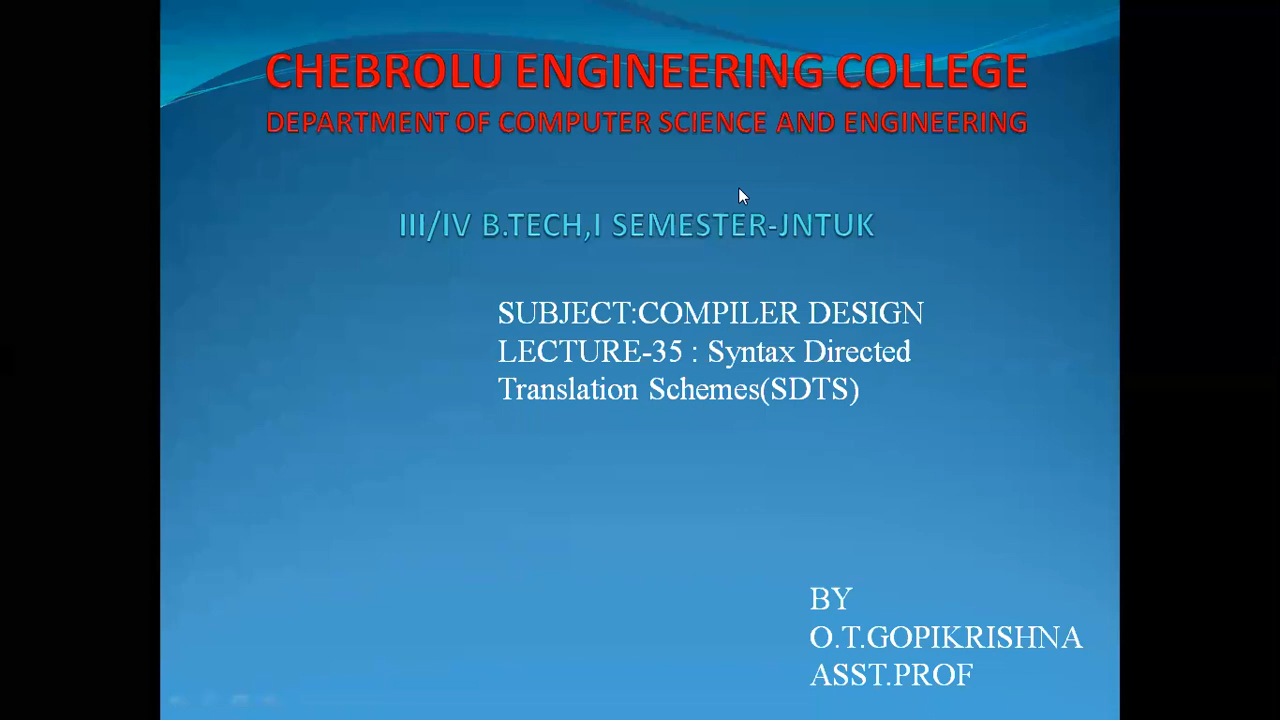 CHEBROLU ENGINEERING COLLEGE
DEPARTMENT OF COMPUTER SCIENCE AND ENGINEERING
III/IV B.TECH,I SEMESTER-JNTUK
SUBJECT:COMPILER DESIGN
LECTURE-35 : Syntax Directed
Translation Schemes(SDTS)
BY
O.T.GOPIKRISHNA
ASST.PROF